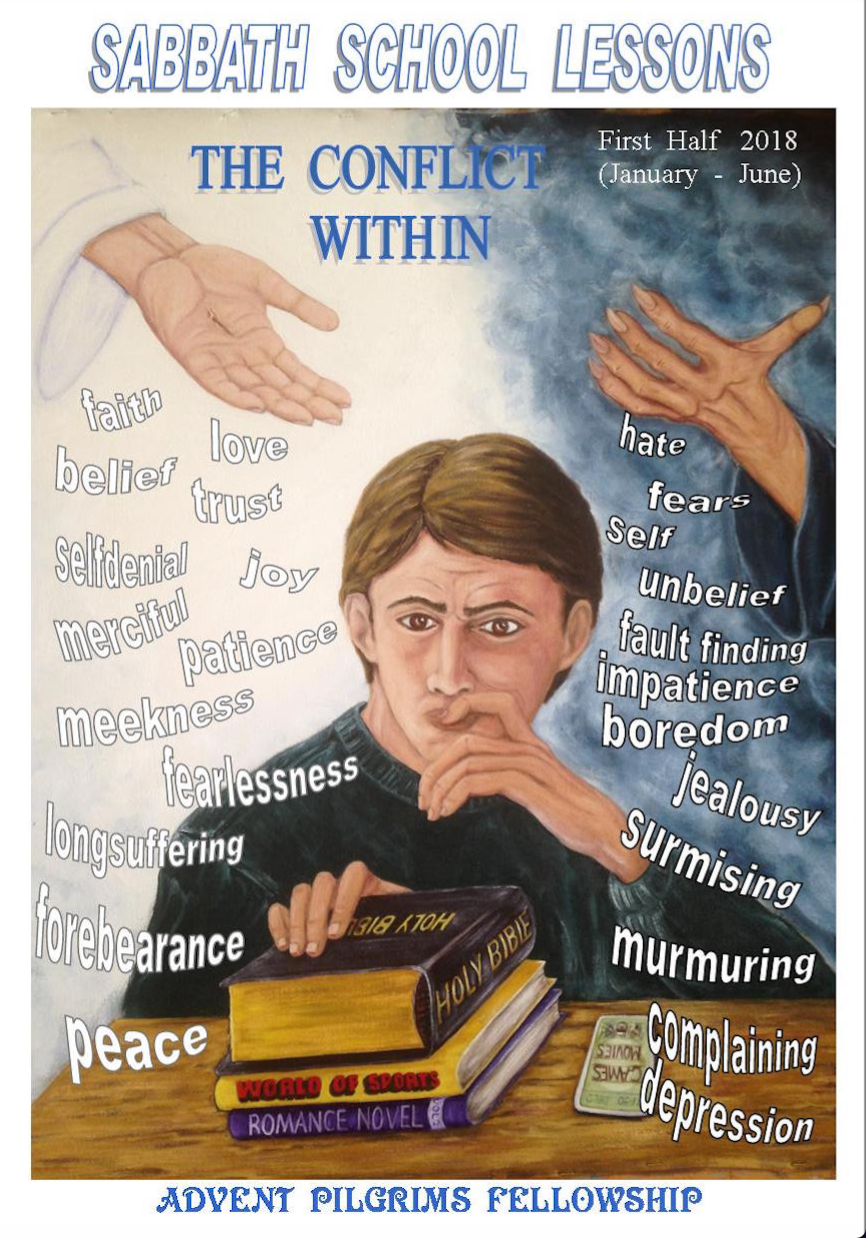 SABBATH SCHOOL LESSONS
THE CONFLICT
WITHIN
First Half 2018
(January - June)
faith
love
belief
trust
selfdenial
joy
merciful
patience
meekness
fearlessness
longsuffering
forebearance
peace
hate
fears
self
unbelief
fault finding
impatience
boredom
jealousy
surmising
murmuring
complaining
depression
HOLY BIBLE
HOLY BIBLE
WORLD OF SPORTS
ROMANCE NOVEL
MOVIES
GAMES
ADVENT PILGRIMS FELLOWSHIP